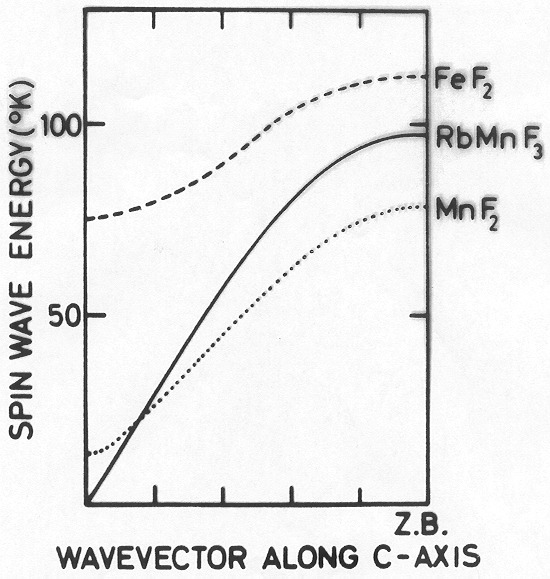 FeF2
100
RbMnF3
MnF2
50
SPIN WAVE ENERGY (°K)
Z.B.
WAVEVECTOR ALONG C-AXIS